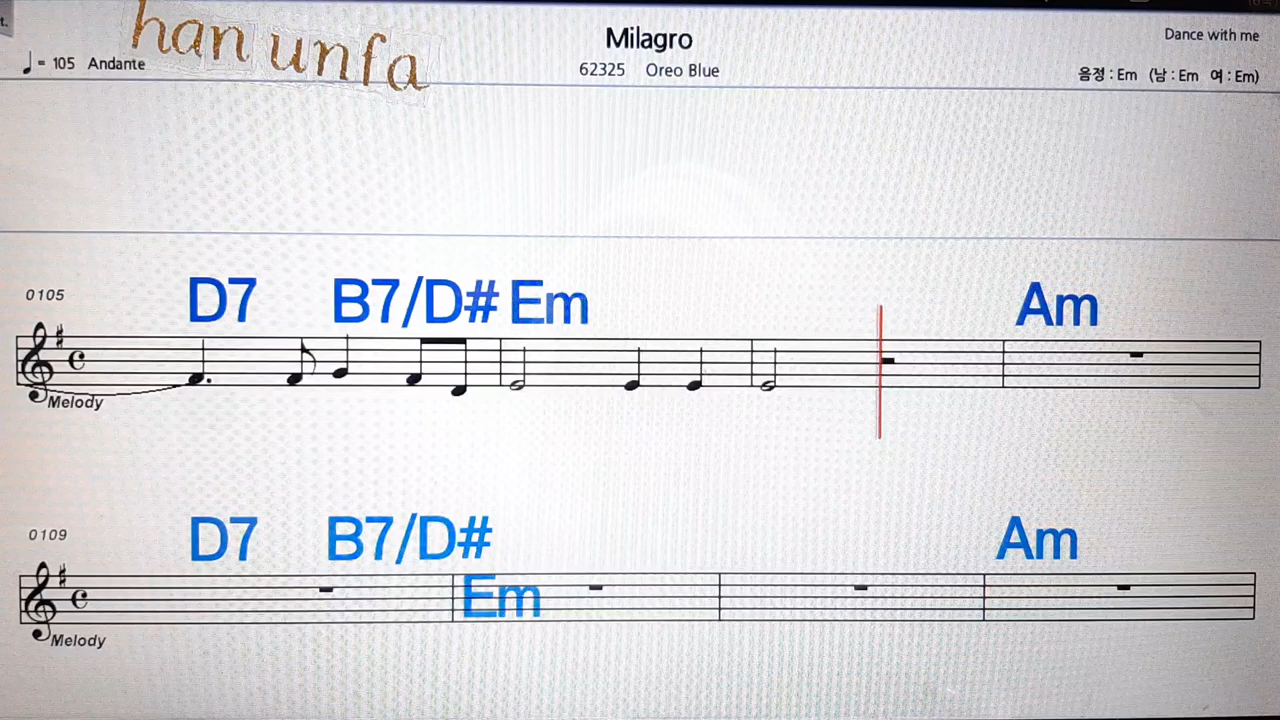 han unfa
Milagro
Dance with me
♩ = 105 Andante
62325 Oreo Blue
음정 : Em (남 : Em 여 : Em)
D7 B7/D# Em Am
0105
Melody
D7 B7/D# Am
0109
Em
Melody